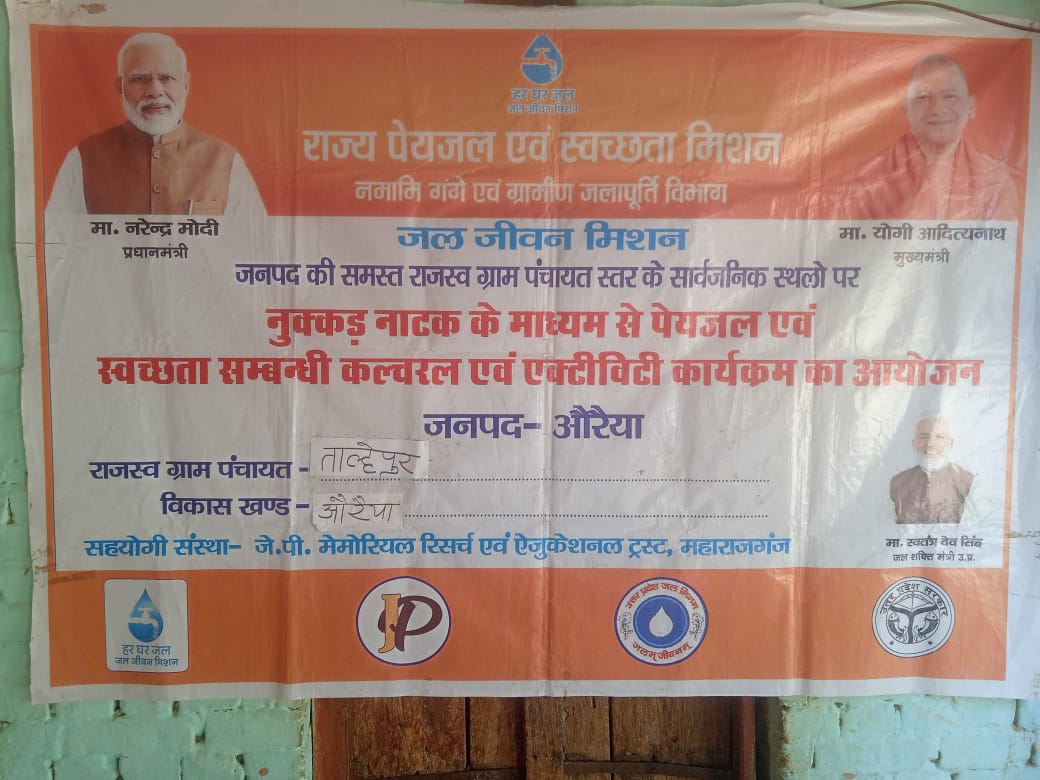 हर घर जल
जल जीवन मिशन
राज्य पेयजल एवं स्वच्छता मिशन
नमामि गंगे एवं ग्रामीण जलापूर्ति विभाग
मा. नरेन्द्र मोदी
प्रधानमंत्री
मा. योगी आदित्यनाथ
मुख्यमंत्री
जल जीवन मिशन
जनपद की समस्त राजस्व ग्राम पंचायत स्तर के सार्वजनिक स्थलो पर
नुक्कड़ नाटक के माध्यम से पेयजल एवं
स्वच्छता सम्बन्धी कल्चरल एवं एक्टीविटी कार्यक्रम का आयोजन
जनपद- औरैया
राजस्व ग्राम पंचायत - ताल्हेपुर
विकास खण्ड - औरैया
मा. स्वतंत्र देव सिंह
जल शक्ति मंत्री उ.प्र.
सहयोगी संस्था- जे.पी. मेमोरियल रिसर्च एवं ऐजुकेशनल ट्रस्ट, महाराजगंज
हर घर जल
जल जीवन मिशन
JP
उत्तर प्रदेश जल निगम
जलम् जीवनम्
उत्तर प्रदेश सरकार